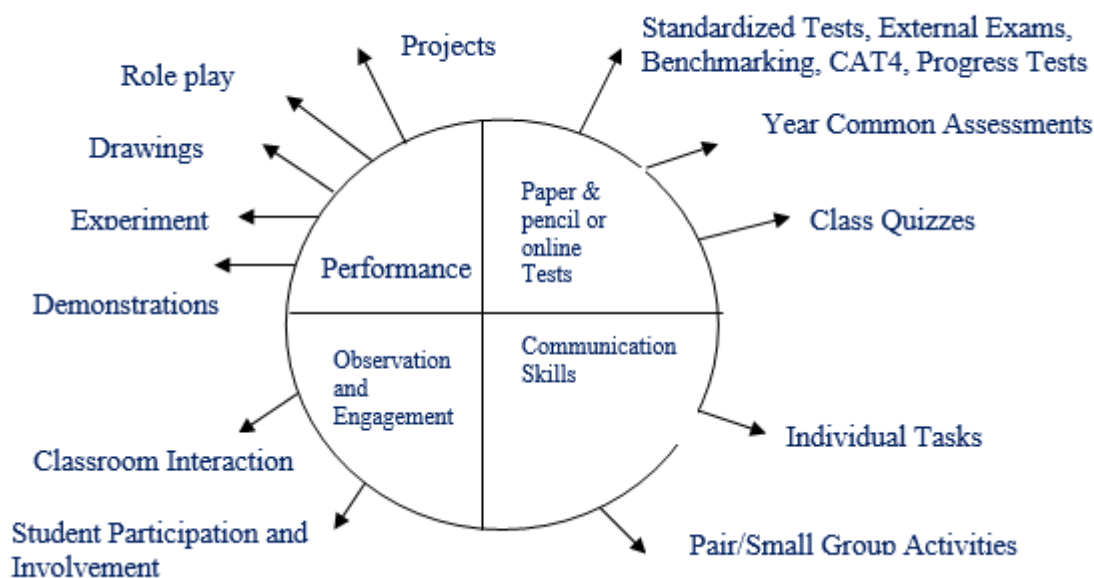 Projects
Standardized Tests, External Exams,
Benchmarking, CAT4, Progress Tests
Role play
Year Common Assessments
Drawings
Paper &
pencil or
online
Tests
Experiment
Class Quizzes
Performance
Demonstrations
Observation
and
Engagement
Communication
Skills
Individual Tasks
Classroom Interaction
Student Participation and
Involvement
Pair/Small Group Activities